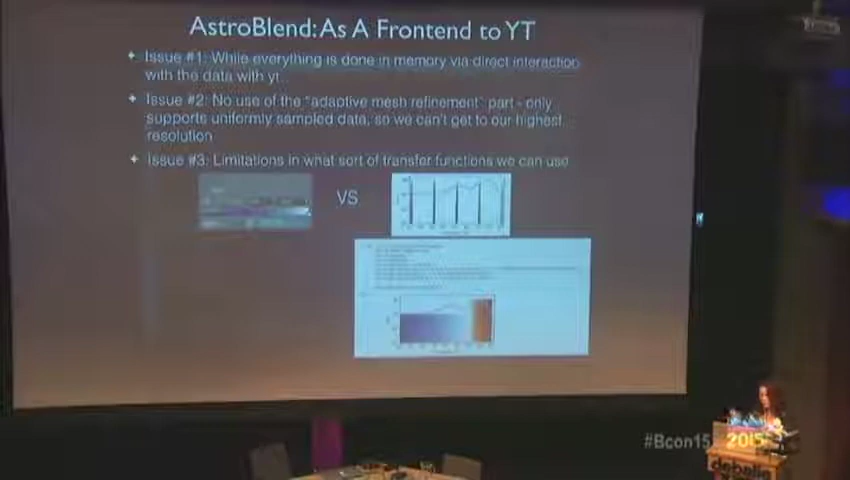 AstroBlend: As A Frontend to YT
Issue #1: While everything is done in memory via direct interaction
with the data with yt.
Issue #2: No use of the "adaptive mesh refinement" part - only
supports uniformly sampled data, so we can't get to our highest
resolution
Issue #3: Limitations in what sort of transfer functions we can use
VS
#Bcon15
2015
debalie